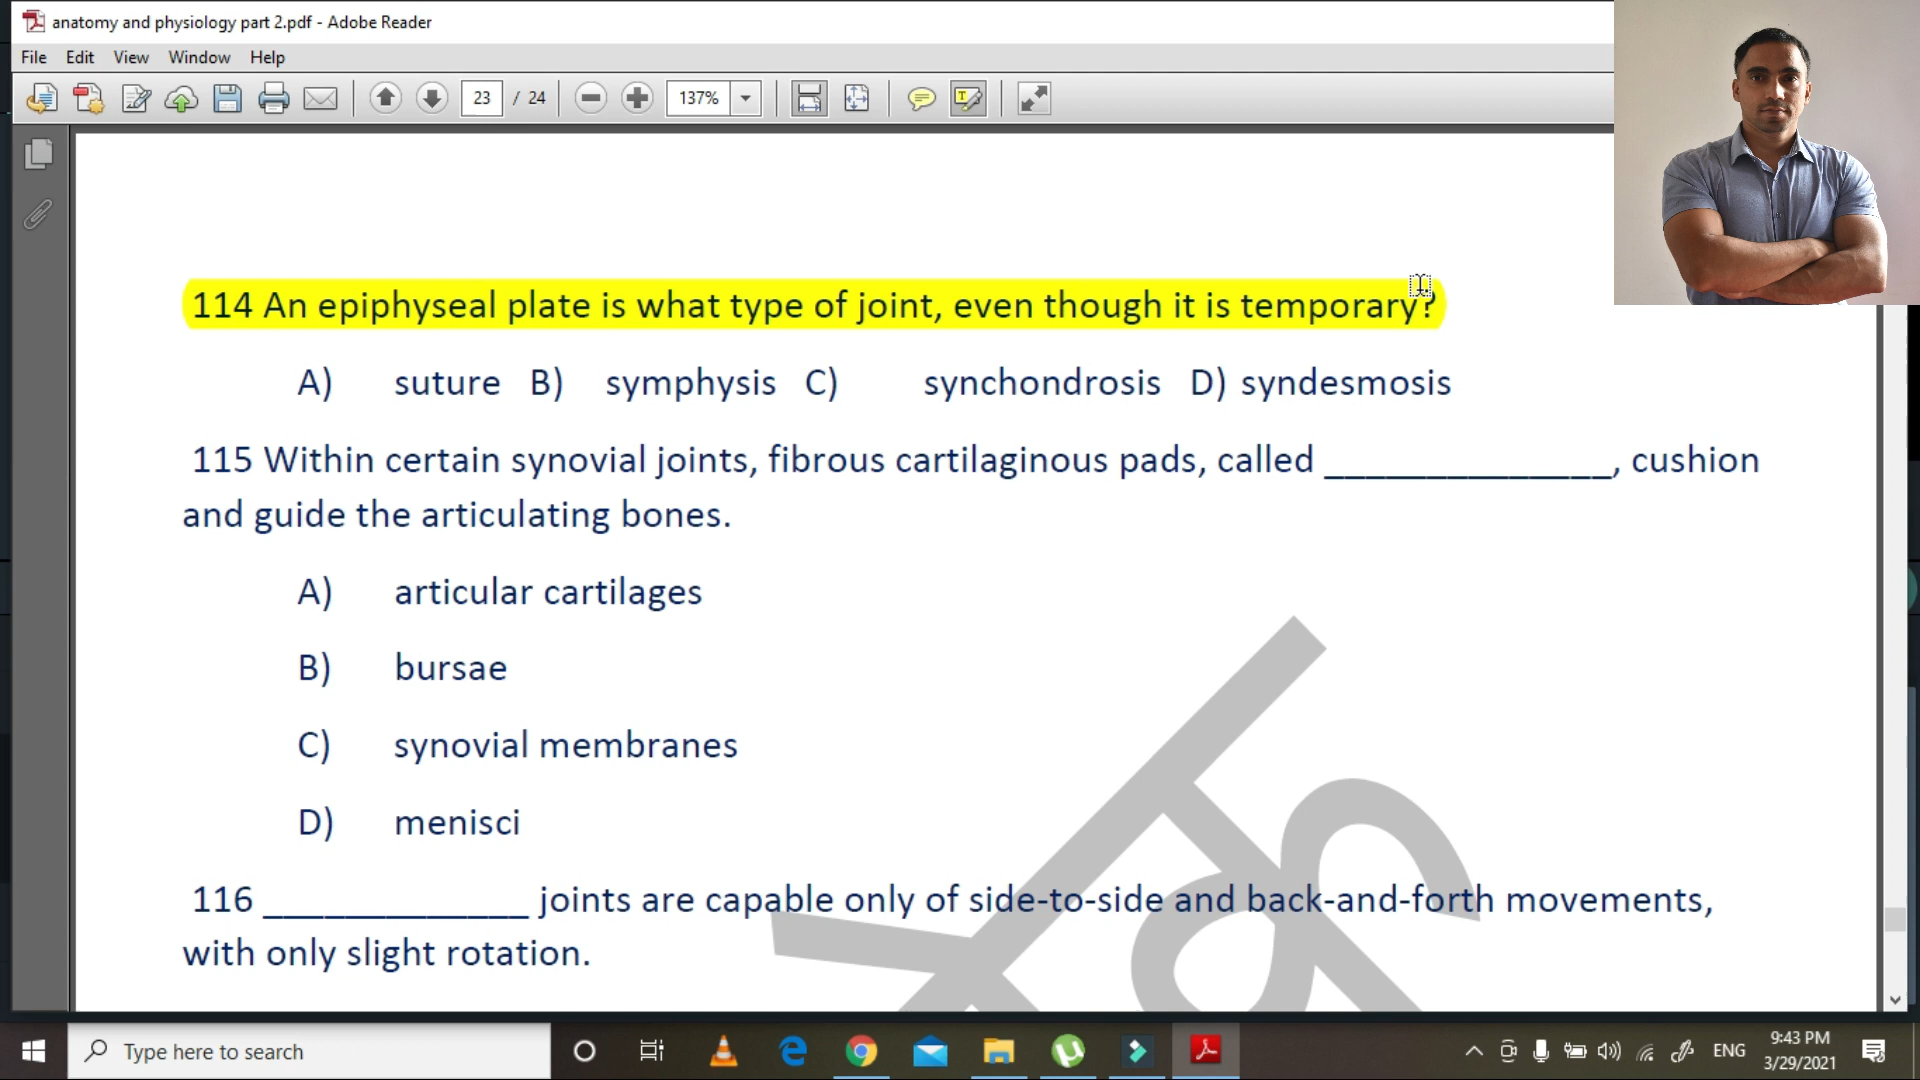 anatomy and physiology part 2.pdf - Adobe Reader
File Edit View Window Help
23 / 24 137%
114 An epiphyseal plate is what type of joint, even though it is temporary?
A) suture B) symphysis C) synchondrosis D) syndesmosis
115 Within certain synovial joints, fibrous cartilaginous pads, called ______________, cushion
and guide the articulating bones.
A) articular cartilages
B) bursae
C) synovial membranes
D) menisci
116 _____________ joints are capable only of side-to-side and back-and-forth movements,
with only slight rotation.
Type here to search
ENG
9:43 PM
3/29/2021